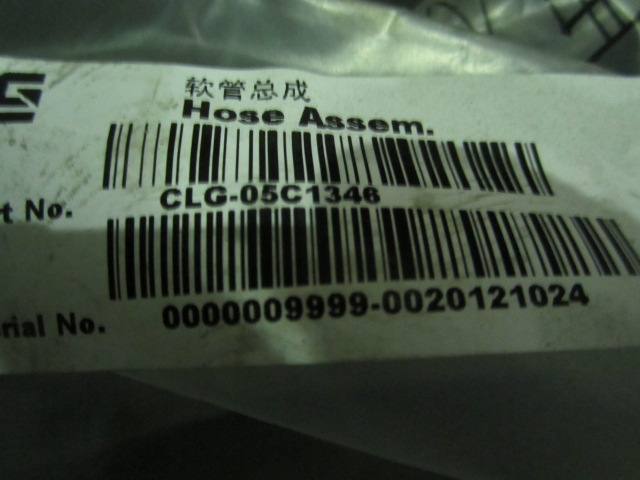 软管总成
Hose Assem.
t No. CLG-05C1346
rial No. 0000009999-0020121024